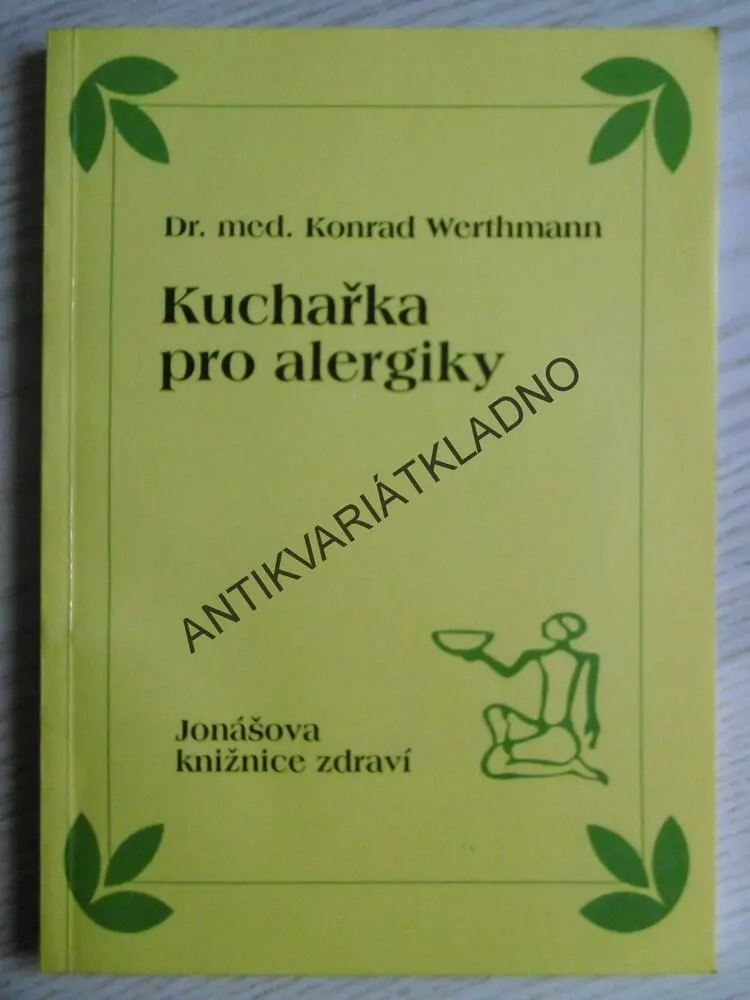 Dr. med. Konrad Werthmann
Kuchařka
pro alergiky
ANTIKVARIÁTKLADNO
Jonášova
knižnice zdraví